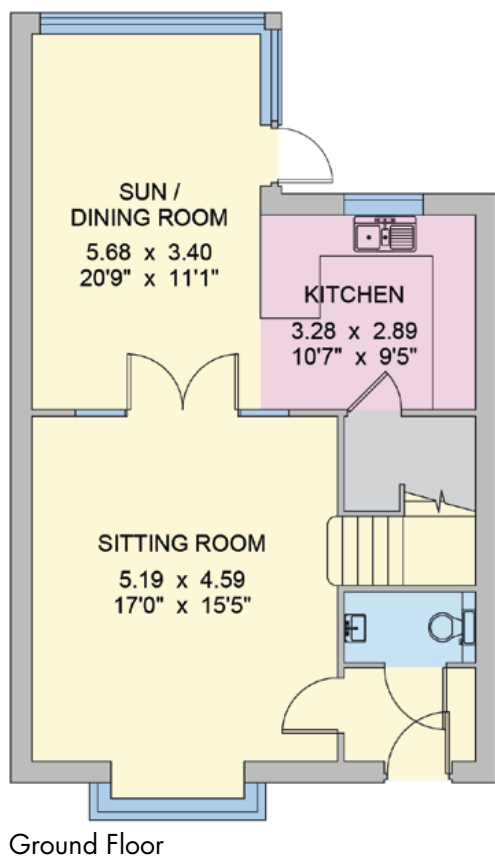 SUN /
DINING ROOM
5.68 x 3.40
20'9" x 11'1"
KITCHEN
3.28 x 2.89
10'7" x 9'5"
SITTING ROOM
5.19 x 4.59
17'0" x 15'5"
Ground Floor